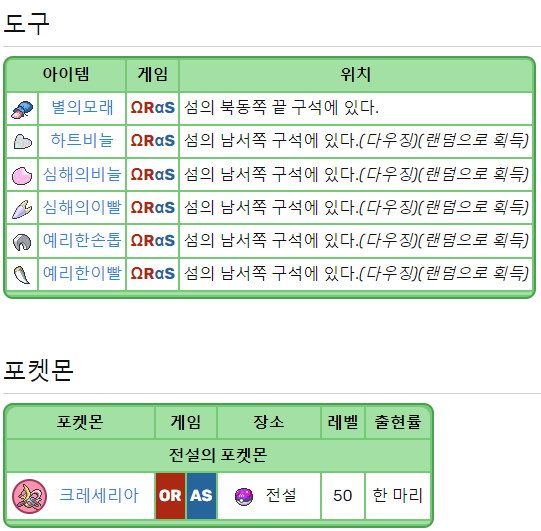 도구
아이템 게임 위치
별의모래 ΩRαS 섬의 북동쪽 끝 구석에 있다.
하트비늘 ΩRαS 섬의 남서쪽 구석에 있다.(다우징)(랜덤으로 획득)
심해의비늘 ΩRαS 섬의 남서쪽 구석에 있다.(다우징)(랜덤으로 획득)
심해의이빨 ΩRαS 섬의 남서쪽 구석에 있다.(다우징)(랜덤으로 획득)
예리한손톱 ΩRαS 섬의 남서쪽 구석에 있다.(다우징)(랜덤으로 획득)
예리한이빨 ΩRαS 섬의 남서쪽 구석에 있다.(다우징)(랜덤으로 획득)
포켓몬
포켓몬 게임 장소 레벨 출현률
전설의 포켓몬
크레세리아 OR AS 전설 50 한 마리